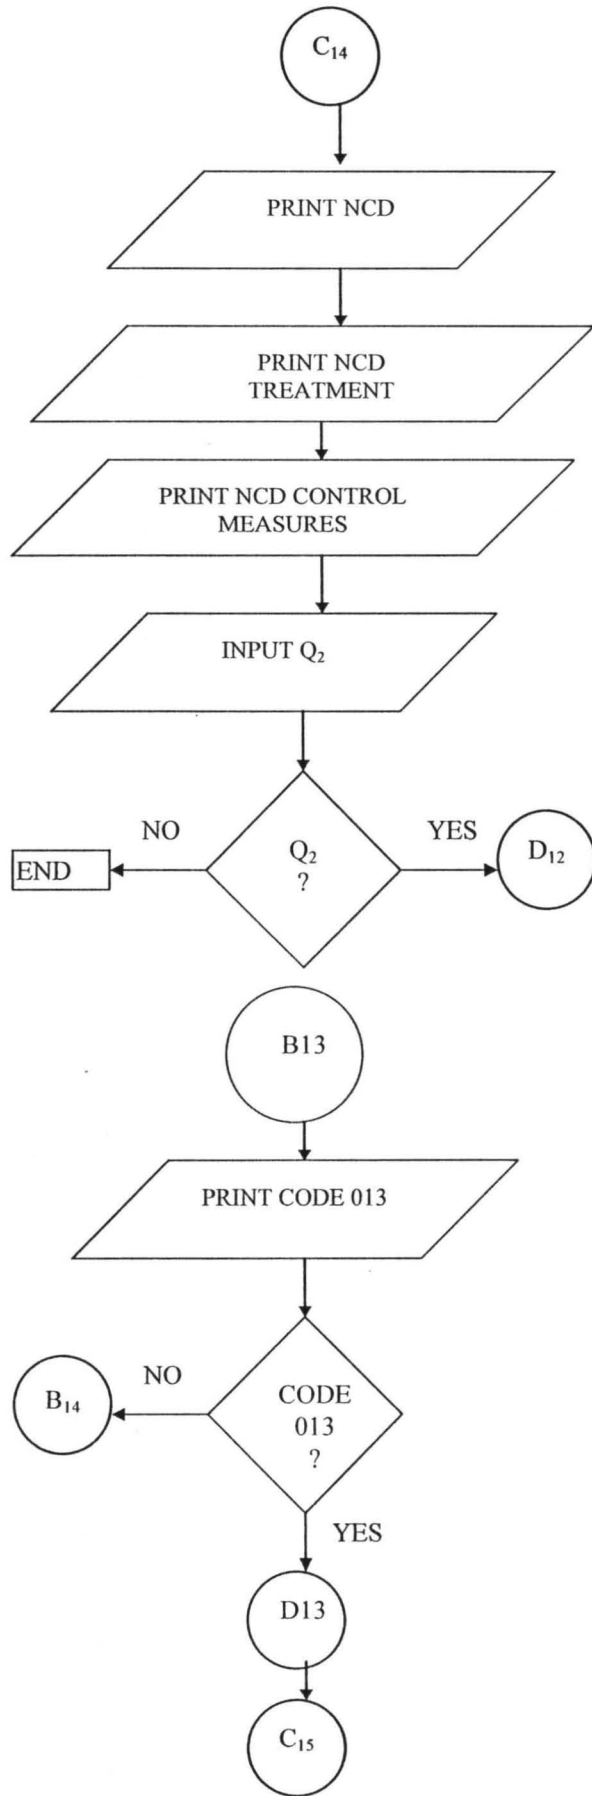 C₁₄
PRINT NCD
PRINT NCD
TREATMENT
PRINT NCD CONTROL
MEASURES
INPUT Q₂
NO
YES
END
Q₂
?
D₁₂
B13
PRINT CODE 013
NO
B₁₄
CODE
013
?
YES
D13
C₁₅